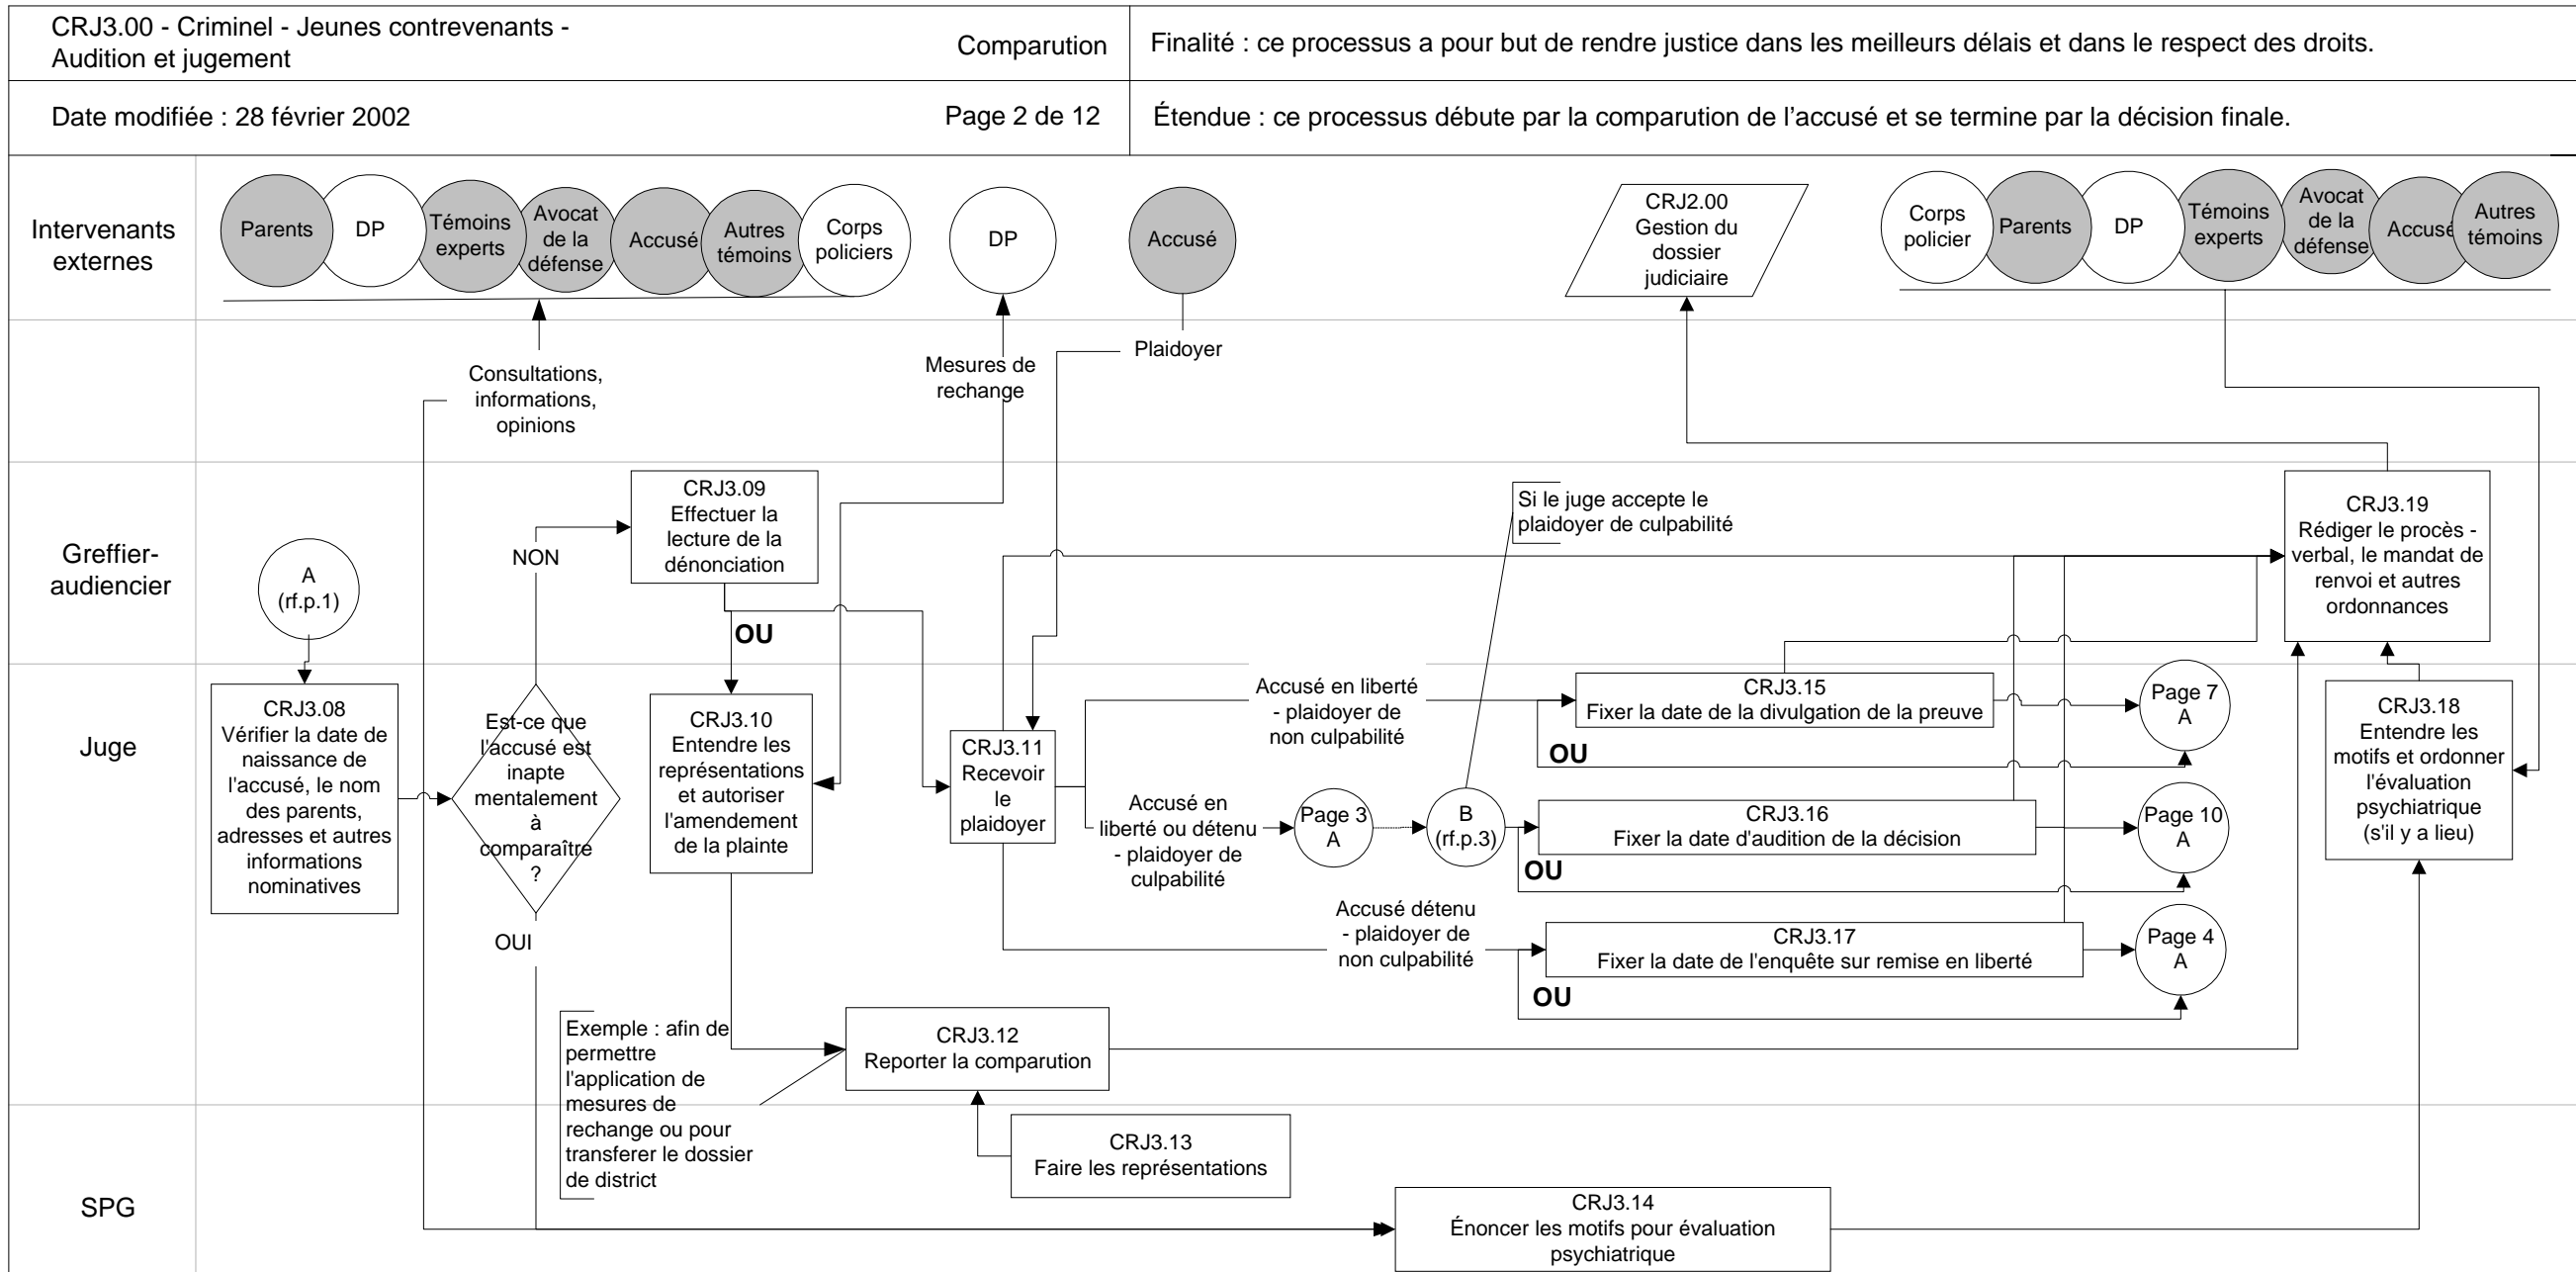 CRJ3.00 - Criminel - Jeunes contrevenants -
Audition et jugement
Comparution
Finalité : ce processus a pour but de rendre justice dans les meilleurs délais et dans le respect des droits.
Date modifiée : 28 février 2002
Page 2 de 12
Étendue : ce processus débute par la comparution de l'accusé et se termine par la décision finale.
Intervenants
externes
Parents
DP
Témoins
experts
Avocat
de la
défense
Accusé
Autres
témoins
Corps
policiers
DP
Accusé
CRJ2.00
Gestion du
dossier
judiciaire
Corps
policier
Parents
DP
Témoins
experts
Avocat
de la
défense
Accusé
Autres
témoins
Consultations,
informations,
opinions
Mesures de
rechange
Plaidoyer
Greffier-
audiencier
A
(rf.p.1)
NON
CRJ3.09
Effectuer la
lecture de la
dénonciation
OU
Si le juge accepte le
plaidoyer de culpabilité
CRJ3.19
Rédiger le procès -
verbal, le mandat de
renvoi et autres
ordonnances
Juge
CRJ3.08
Vérifier la date de
naissance de
l'accusé, le nom
des parents,
adresses et autres
informations
nominatives
Est-ce que
l'accusé est
inapte
mentalement
à
comparaître
?
OUI
CRJ3.10
Entendre les
représentations
et autoriser
l'amendement
de la plainte
CRJ3.11
Recevoir
le
plaidoyer
Accusé en liberté
- plaidoyer de
non culpabilité
CRJ3.15
Fixer la date de la divulgation de la preuve
OU
Page 7
A
Accusé en
liberté ou détenu
- plaidoyer de
culpabilité
Page 3
A
B
(rf.p.3)
CRJ3.16
Fixer la date d'audition de la décision
OU
Page 10
A
Accusé détenu
- plaidoyer de
non culpabilité
CRJ3.17
Fixer la date de l'enquête sur remise en liberté
OU
Page 4
A
CRJ3.18
Entendre les
motifs et ordonner
l'évaluation
psychiatrique
(s'il y a lieu)
Exemple : afin de
permettre
l'application de
mesures de
rechange ou pour
transferer le dossier
de district
CRJ3.12
Reporter la comparution
SPG
CRJ3.13
Faire les représentations
CRJ3.14
Énoncer les motifs pour évaluation
psychiatrique